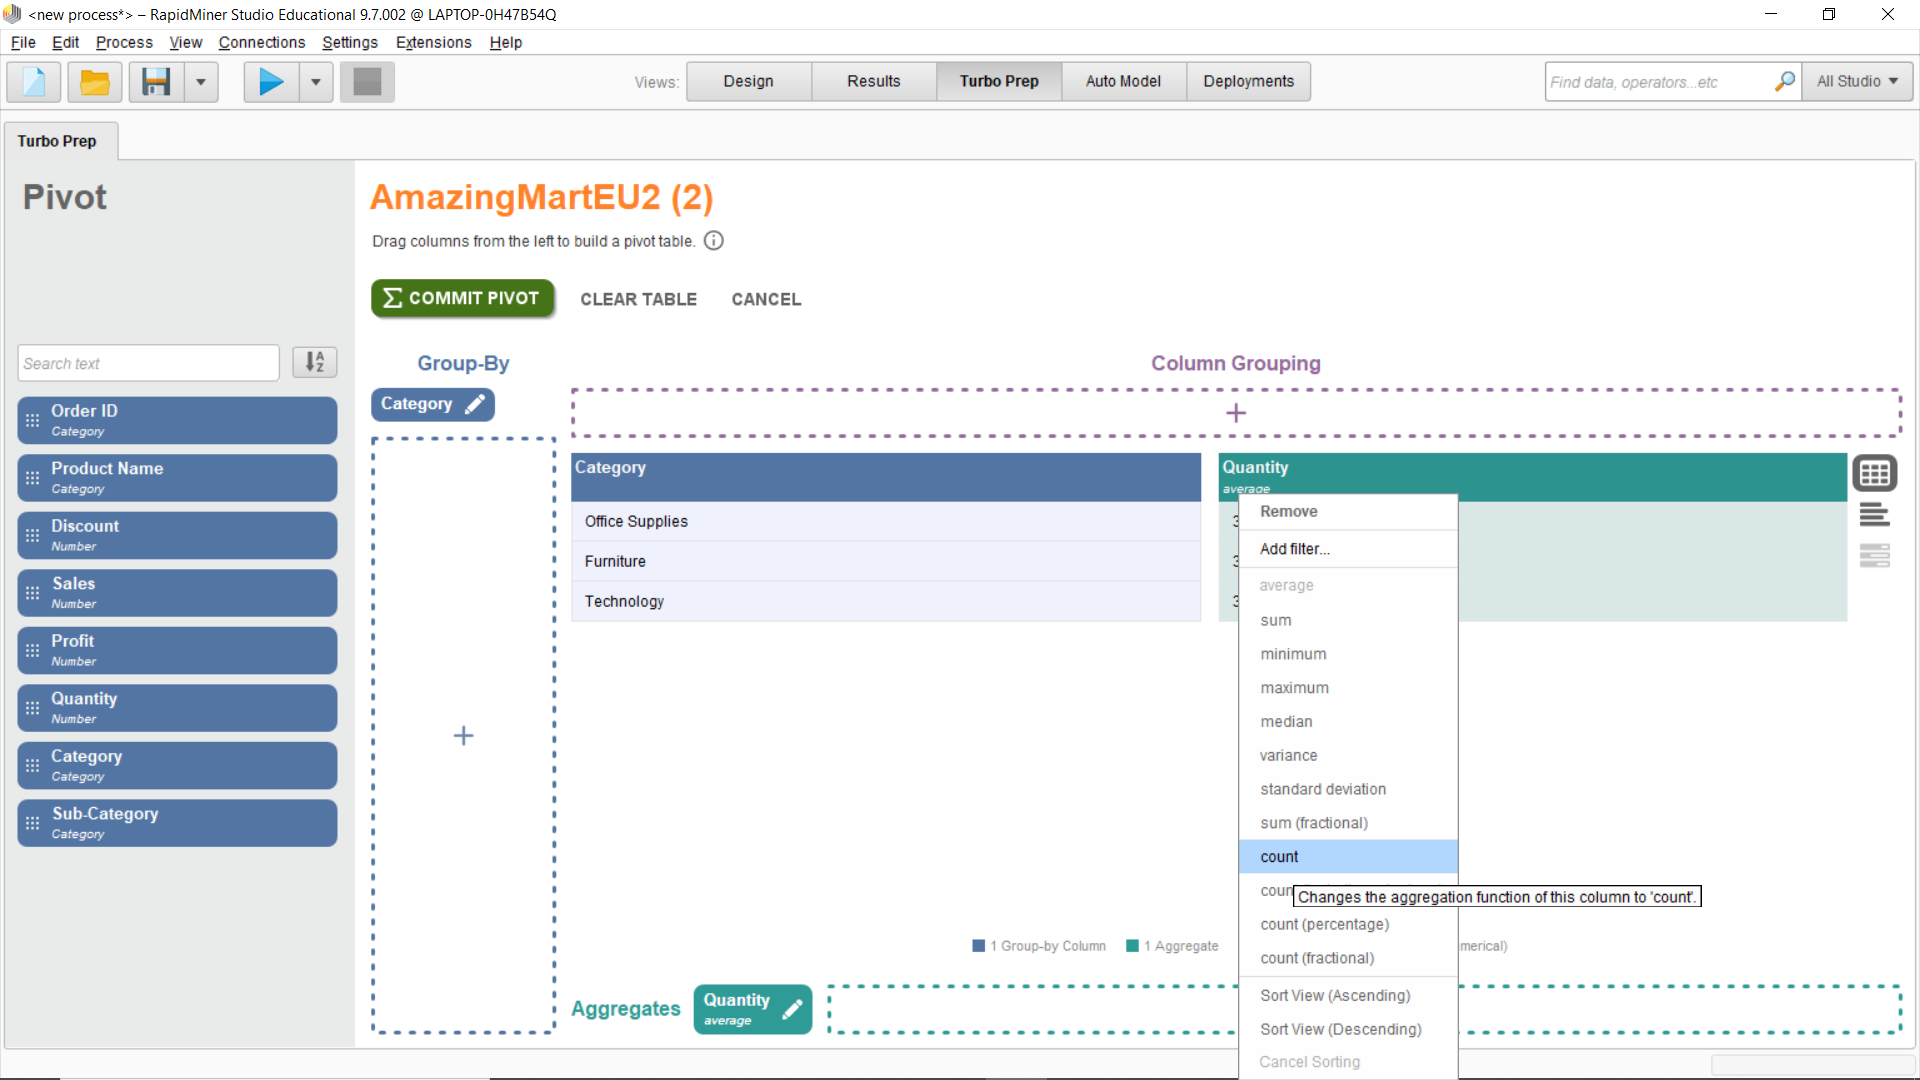 <new process*> – RapidMiner Studio Educational 9.7.002 @ LAPTOP-0H47B54Q
File Edit Process View Connections Settings Extensions Help
Views: Design Results Turbo Prep Auto Model Deployments
Find data, operators...etc All Studio
Turbo Prep
Pivot
AmazingMartEU2 (2)
Drag columns from the left to build a pivot table.
COMMIT PIVOT CLEAR TABLE CANCEL
Search text
Order ID
Category
Product Name
Category
Discount
Number
Sales
Number
Profit
Number
Quantity
Number
Category
Category
Sub-Category
Category
Group-By
Category
Column Grouping
Category
Office Supplies
Furniture
Technology
Quantity
average
3
3
3
Remove
Add filter...
average
sum
minimum
maximum
median
variance
standard deviation
sum (fractional)
count
Changes the aggregation function of this column to 'count'.
count (percentage)
count (fractional)
Sort View (Ascending)
Sort View (Descending)
Cancel Sorting
1 Group-by Column 1 Aggregate
Aggregates
Quantity
average